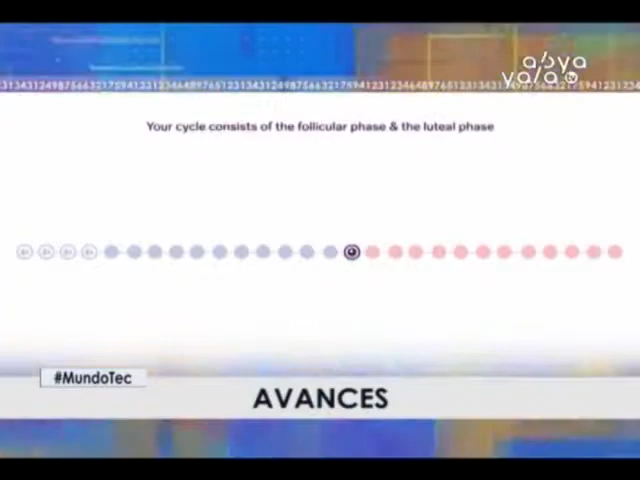 abya
yala
Your cycle consists of the follicular phase & the luteal phase
#MundoTec
AVANCES